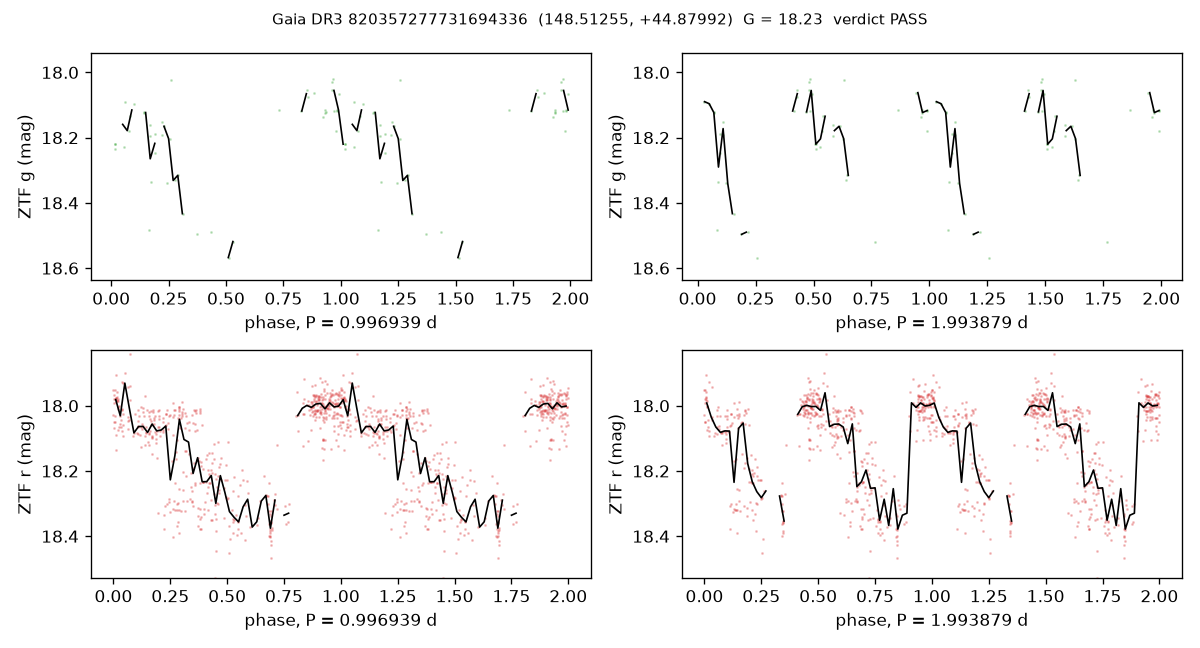 Gaia DR3 820357277731694336 (148.51255, +44.87992) G = 18.23 verdict PASS
ZTF g (mag)
18.0
18.2
18.4
18.6
0.00 0.25 0.50 0.75 1.00 1.25 1.50 1.75 2.00
phase, P = 0.996939 d
ZTF g (mag)
18.0
18.2
18.4
18.6
0.00 0.25 0.50 0.75 1.00 1.25 1.50 1.75 2.00
phase, P = 1.993879 d
ZTF r (mag)
18.0
18.2
18.4
0.00 0.25 0.50 0.75 1.00 1.25 1.50 1.75 2.00
phase, P = 0.996939 d
ZTF r (mag)
18.0
18.2
18.4
0.00 0.25 0.50 0.75 1.00 1.25 1.50 1.75 2.00
phase, P = 1.993879 d